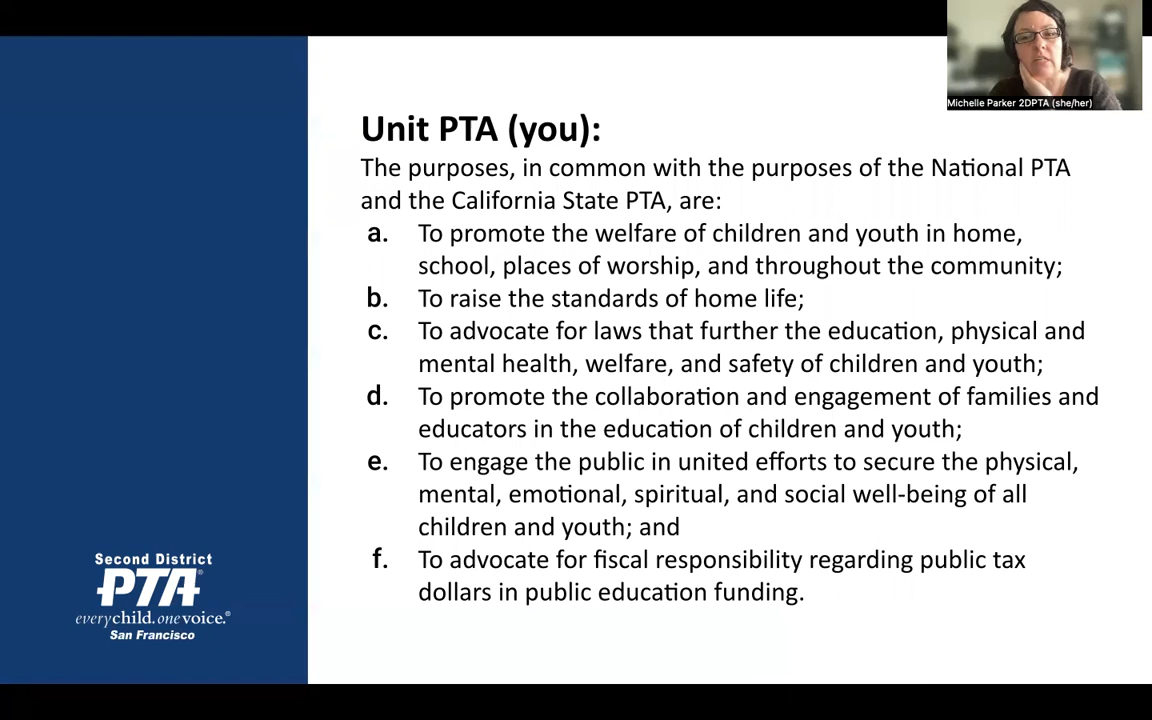 Michelle Parker 2DPTA (she/her)
Unit PTA (you):
The purposes, in common with the purposes of the National PTA
and the California State PTA, are:
a. To promote the welfare of children and youth in home,
school, places of worship, and throughout the community;
b. To raise the standards of home life;
c. To advocate for laws that further the education, physical and
mental health, welfare, and safety of children and youth;
d. To promote the collaboration and engagement of families and
educators in the education of children and youth;
e. To engage the public in united efforts to secure the physical,
mental, emotional, spiritual, and social well-being of all
children and youth; and
f. To advocate for fiscal responsibility regarding public tax
dollars in public education funding.
Second District
PTA®
everychild.onevoice.®
San Francisco